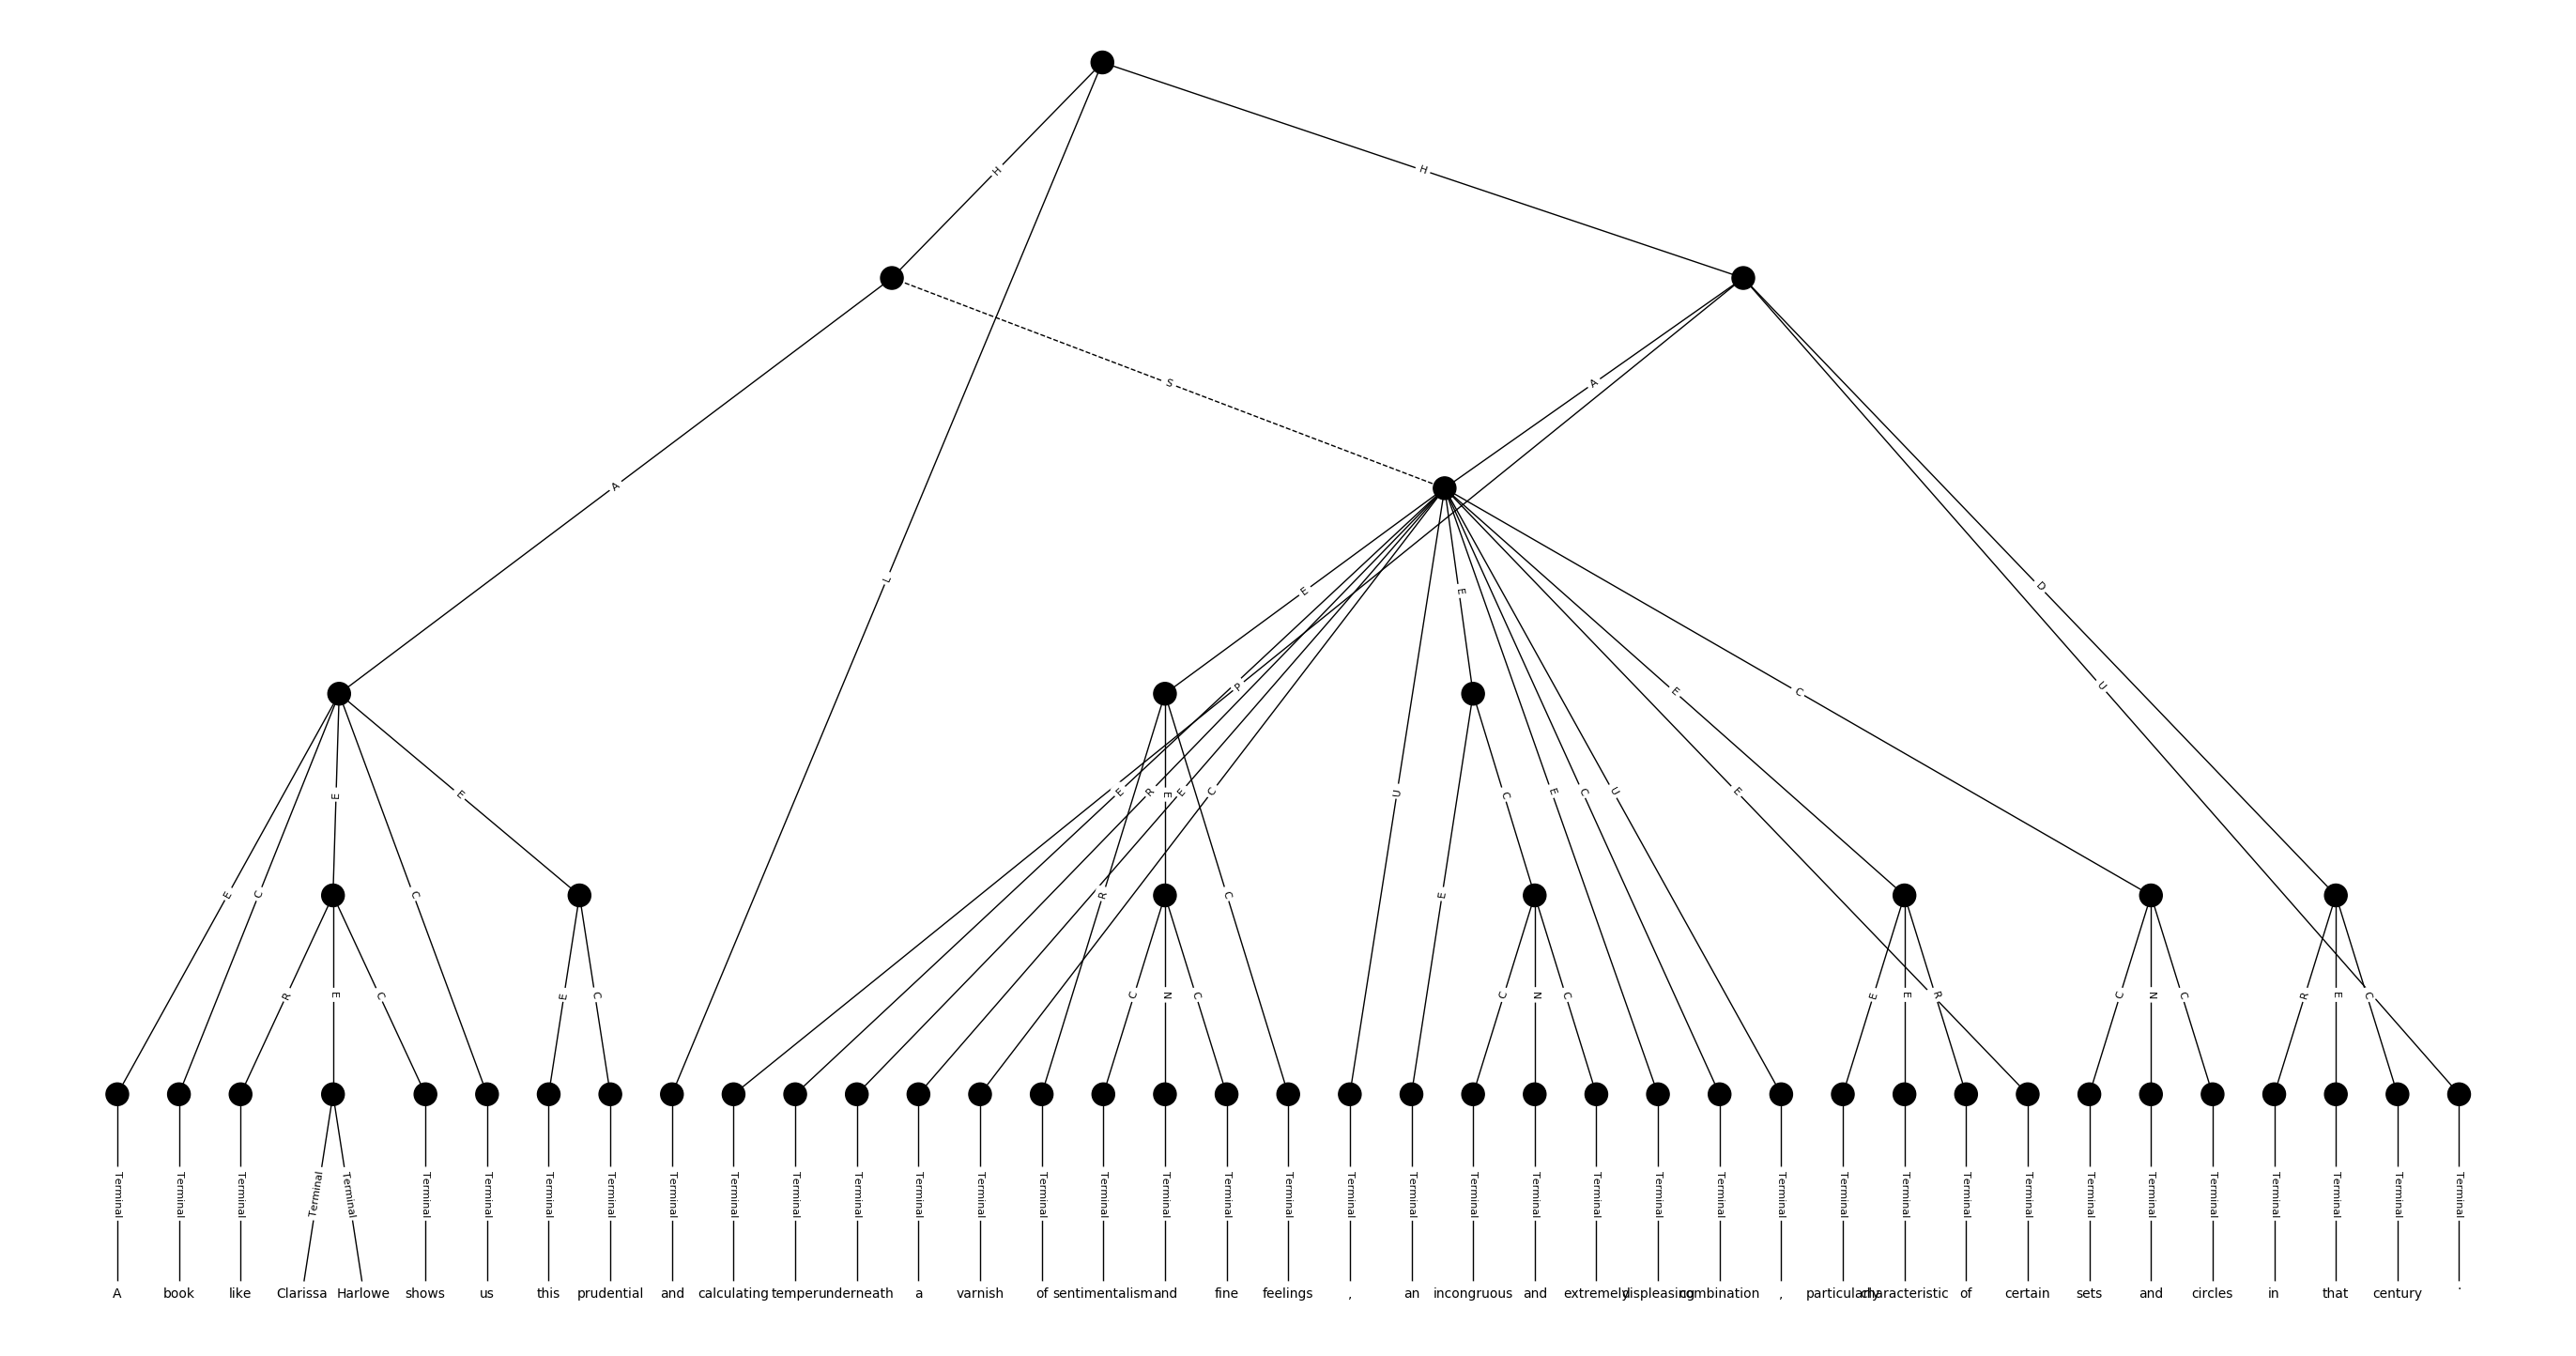 H
H
S
A
A
L
D
E
E
P
U
E
C
E
E
E
R
E
E
C
U
C
E
C
U
E
E
C
C
R
C
E
R
E
C
E
C
C
N
C
C
N
C
E
E
R
C
N
C
R
E
C
Terminal Terminal Terminal Terminal Terminal Terminal Terminal Terminal Terminal Terminal Terminal Terminal Terminal Terminal Terminal Terminal Terminal Terminal Terminal Terminal Terminal Terminal Terminal Terminal Terminal Terminal Terminal Terminal Terminal Terminal Terminal Terminal Terminal Terminal Terminal Terminal Terminal Terminal Terminal
A book like Clarissa Harlowe shows us this prudential and calculating temper underneath a varnish of sentimentalism and fine feelings , an incongruous and extremely displeasing combination , particularly characteristic of certain sets and circles in that century .